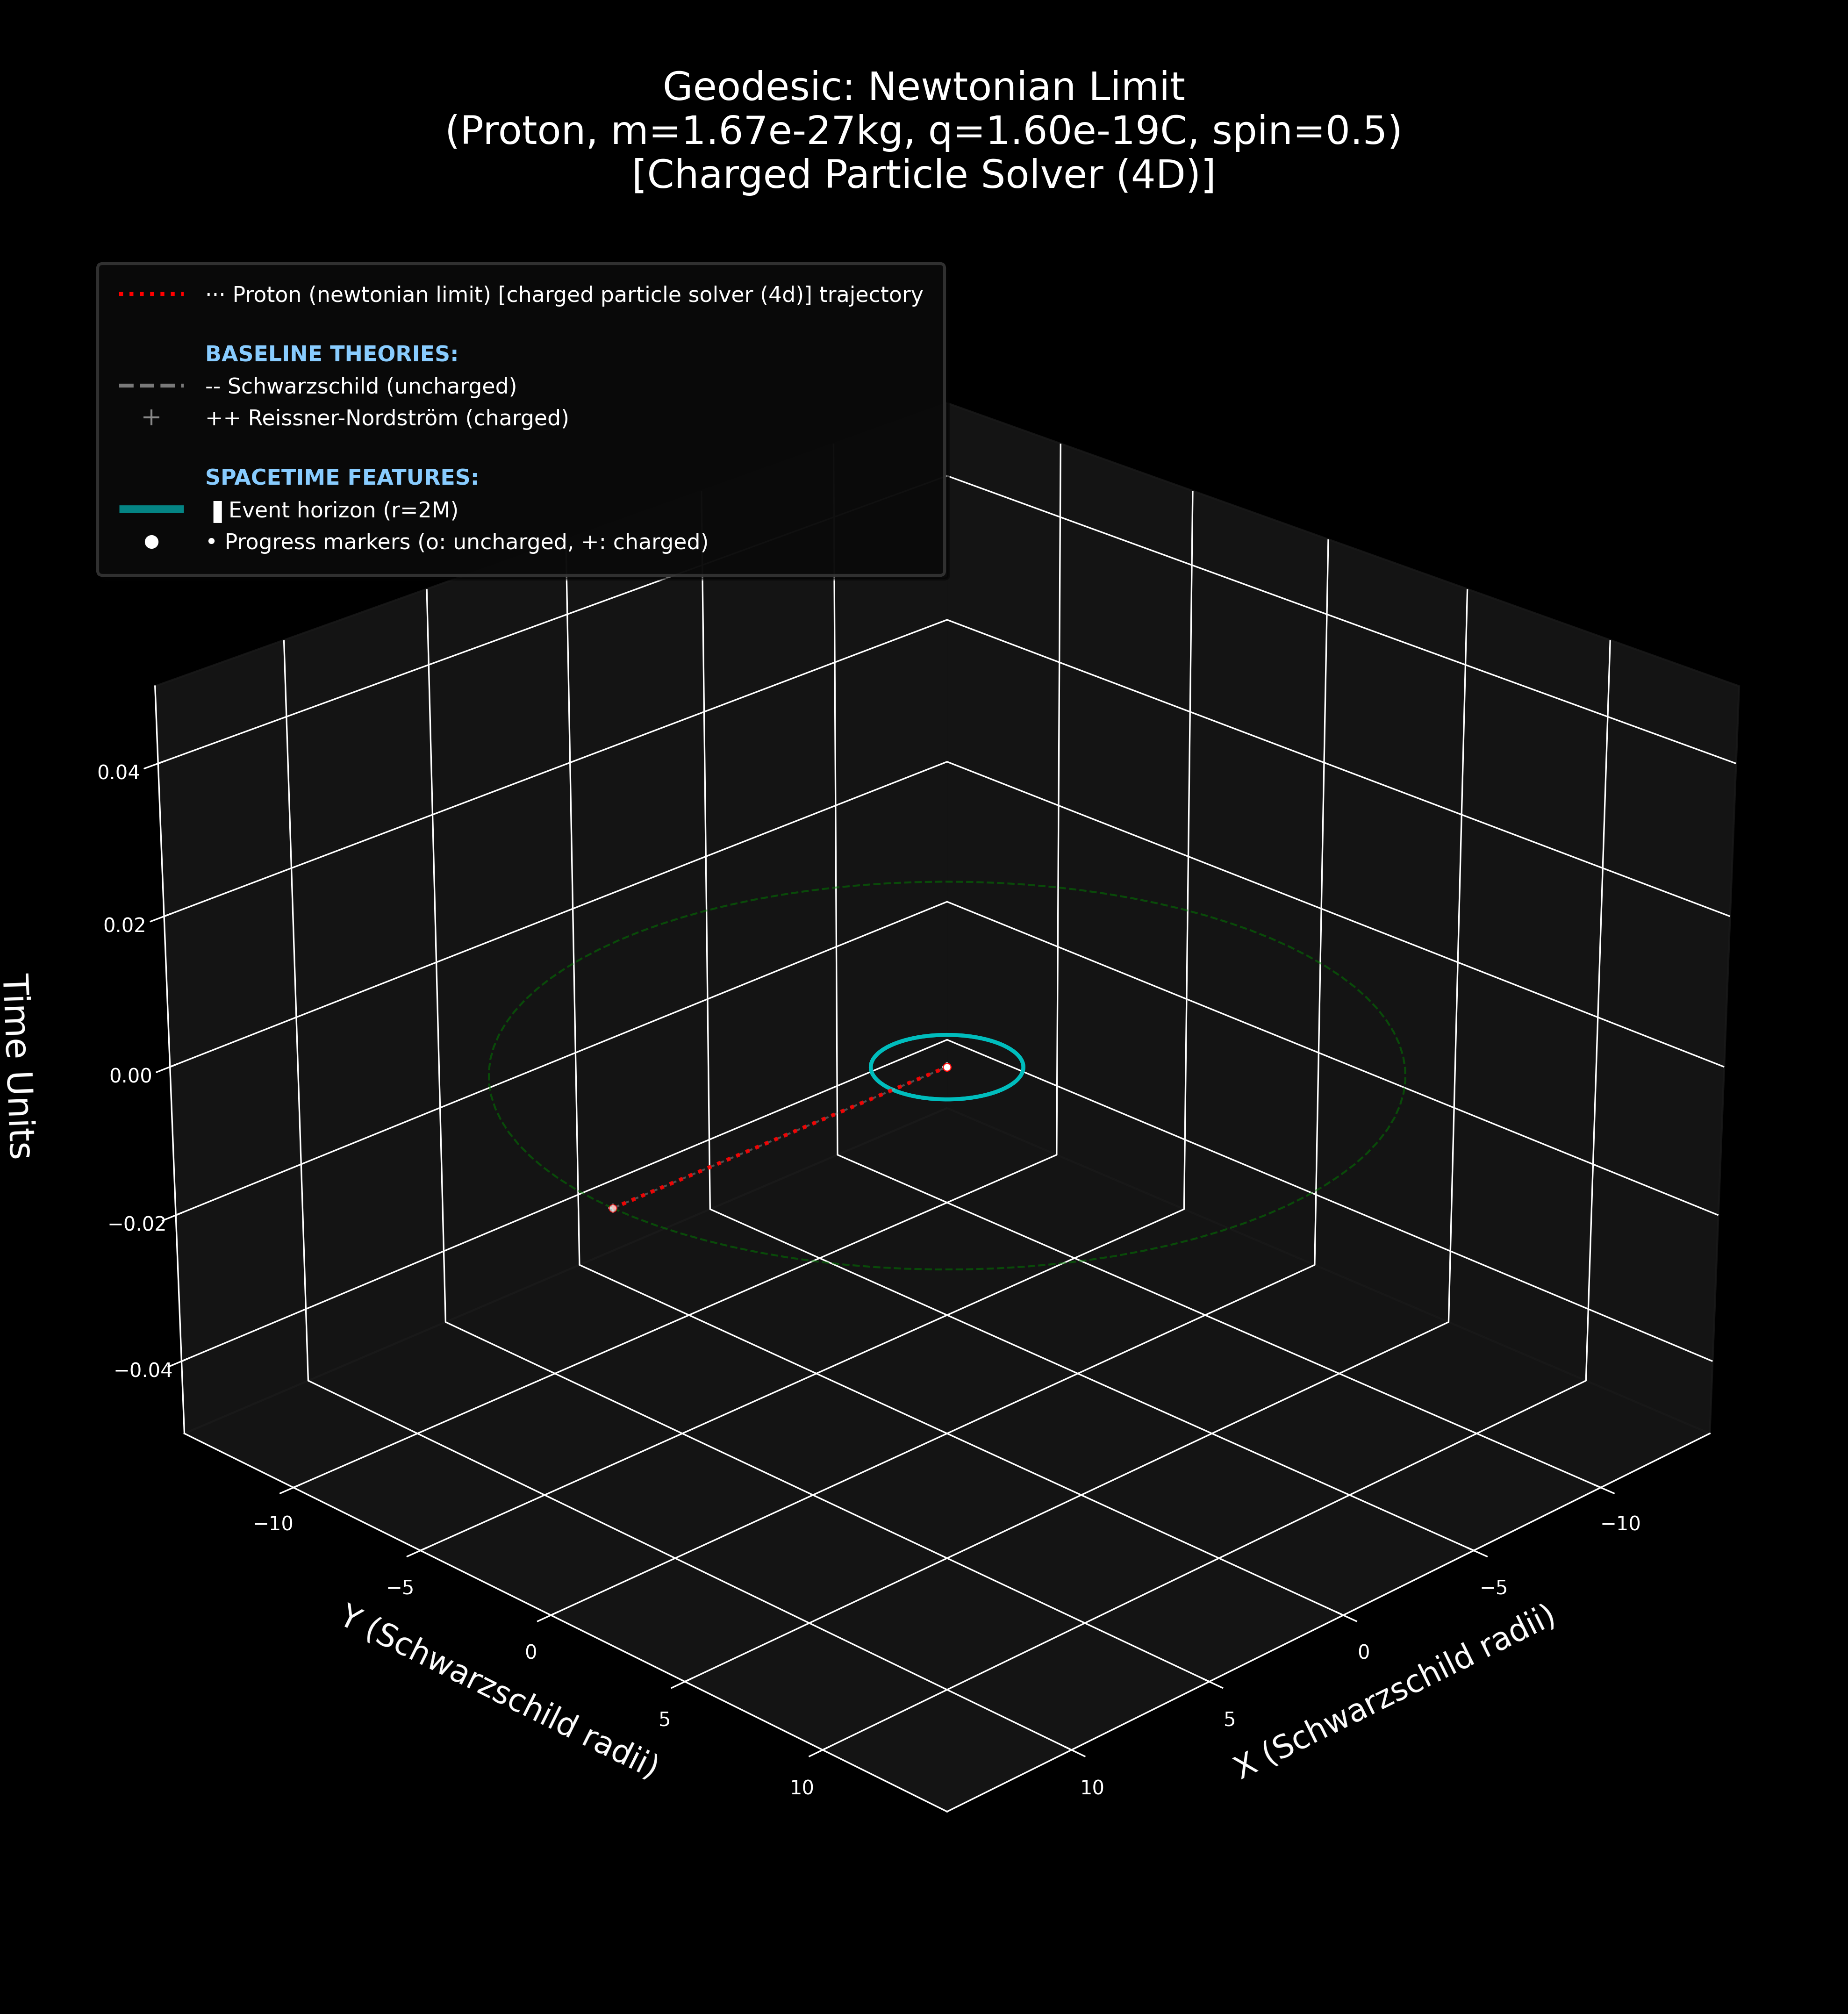 Geodesic: Newtonian Limit
(Proton, m=1.67e-27kg, q=1.60e-19C, spin=0.5)
[Charged Particle Solver (4D)]
··· Proton (newtonian limit) [charged particle solver (4d)] trajectory
BASELINE THEORIES:
-- Schwarzschild (uncharged)
++ Reissner-Nordström (charged)
SPACETIME FEATURES:
▮ Event horizon (r=2M)
• Progress markers (o: uncharged, +: charged)
0.04
0.02
0.00
−0.02
−0.04
Time Units
−10
−5
0
5
10
Y (Schwarzschild radii)
−10
−5
0
5
10
X (Schwarzschild radii)